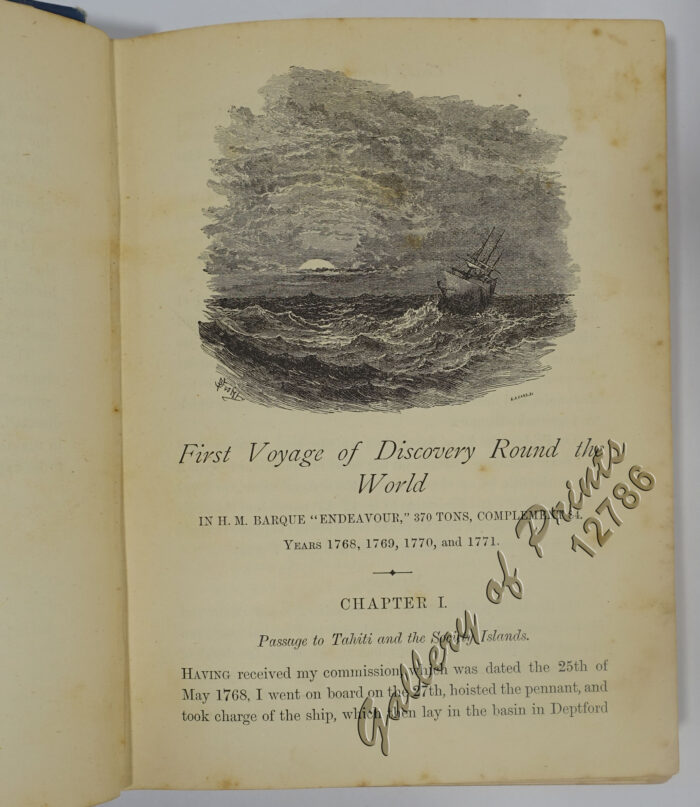 First Voyage of Discovery Round the
World
IN H. M. BARQUE “ENDEAVOUR,” 370 TONS, COMPLEMENT 84.
YEARS 1768, 1769, 1770, and 1771.
CHAPTER I.
Passage to Tahiti and the Society Islands.
HAVING received my commission, which was dated the 25th of
May 1768, I went on board on the 27th, hoisted the pennant, and
took charge of the ship, which then lay in the basin in Deptford
Gallery of Prints
12786